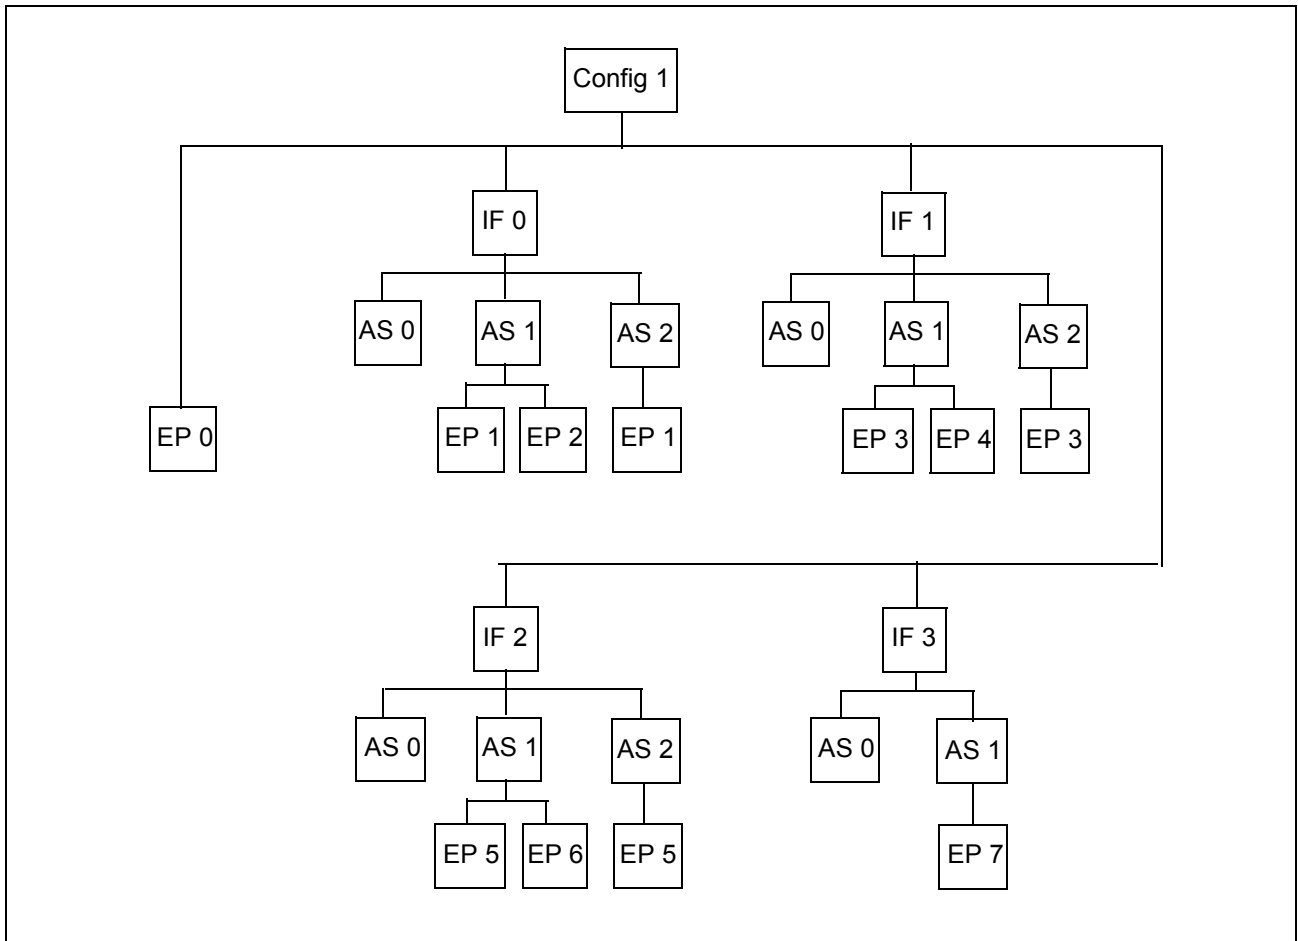 Config 1
IF 0
IF 1
AS 0
AS 1
AS 2
AS 0
AS 1
AS 2
EP 0
EP 1
EP 2
EP 1
EP 3
EP 4
EP 3
IF 2
IF 3
AS 0
AS 1
AS 2
AS 0
AS 1
EP 5
EP 6
EP 5
EP 7